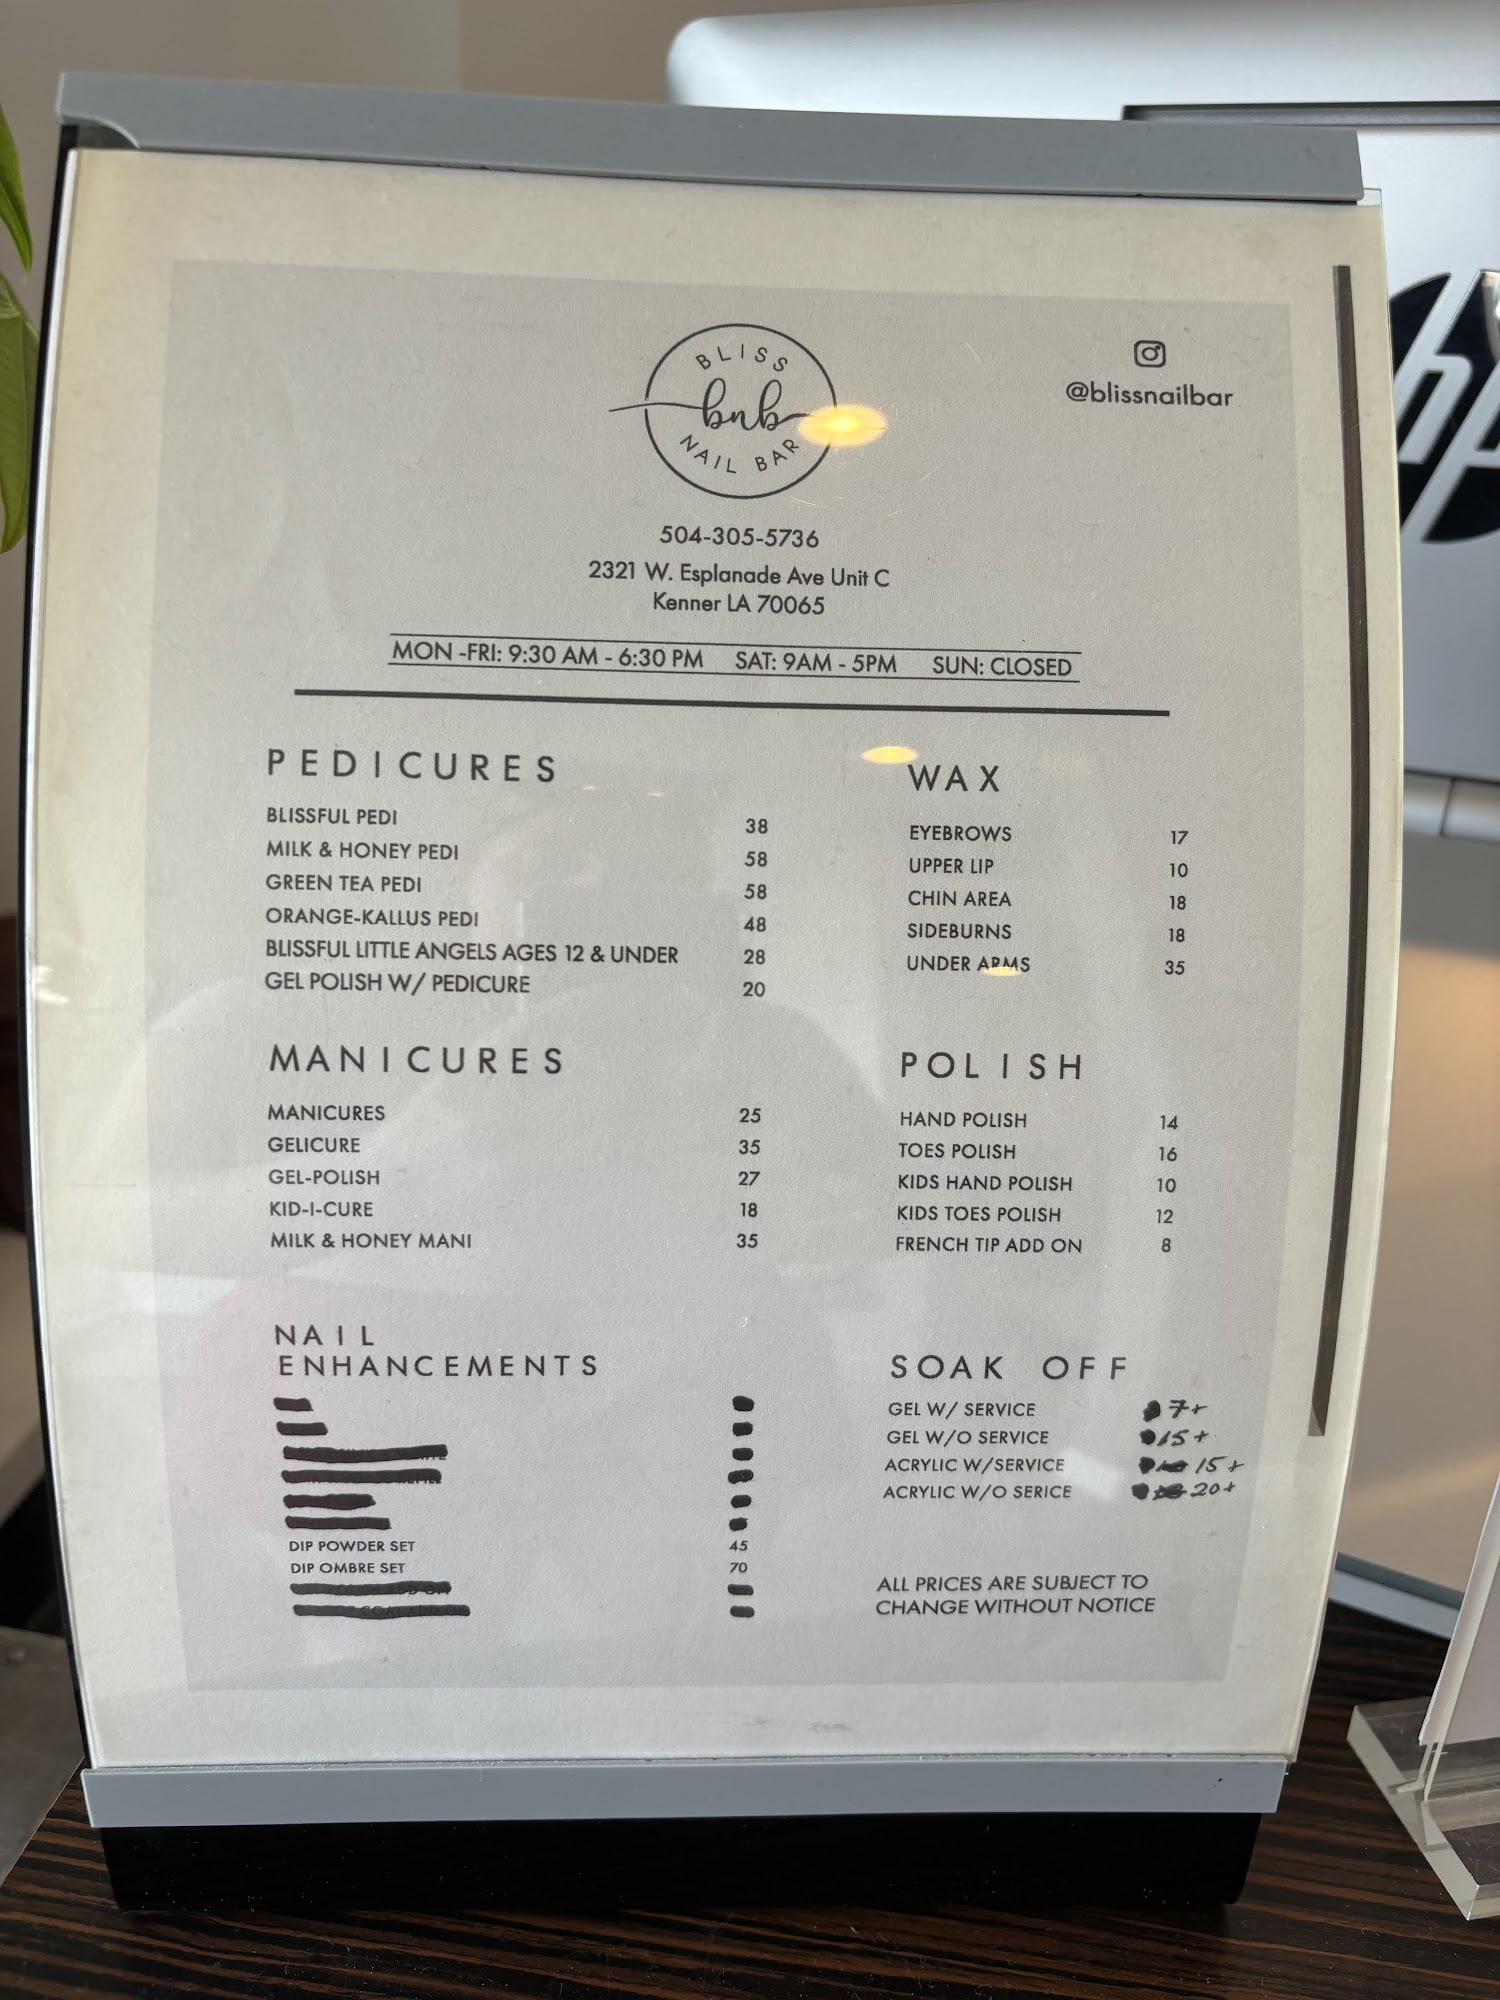 BLISS
bnb
NAIL BAR
@blissnailbar
hp
504-305-5736
2321 W. Esplanade Ave Unit C
Kenner LA 70065
MON -FRI: 9:30 AM - 6:30 PM SAT: 9AM - 5PM SUN: CLOSED
PEDICURES
BLISSFUL PEDI 38
MILK & HONEY PEDI 58
GREEN TEA PEDI 58
ORANGE-KALLUS PEDI 48
BLISSFUL LITTLE ANGELS AGES 12 & UNDER 28
GEL POLISH W/ PEDICURE 20
WAX
EYEBROWS 17
UPPER LIP 10
CHIN AREA 18
SIDEBURNS 18
UNDER ARMS 35
MANICURES
MANICURES 25
GELICURE 35
GEL-POLISH 27
KID-I-CURE 18
MILK & HONEY MANI 35
POLISH
HAND POLISH 14
TOES POLISH 16
KIDS HAND POLISH 10
KIDS TOES POLISH 12
FRENCH TIP ADD ON 8
NAIL
ENHANCEMENTS
DIP POWDER SET 45
DIP OMBRE SET 70
SOAK OFF
GEL W/ SERVICE 7+
GEL W/O SERVICE 15+
ACRYLIC W/SERVICE 15+
ACRYLIC W/O SERICE 20+
ALL PRICES ARE SUBJECT TO
CHANGE WITHOUT NOTICE